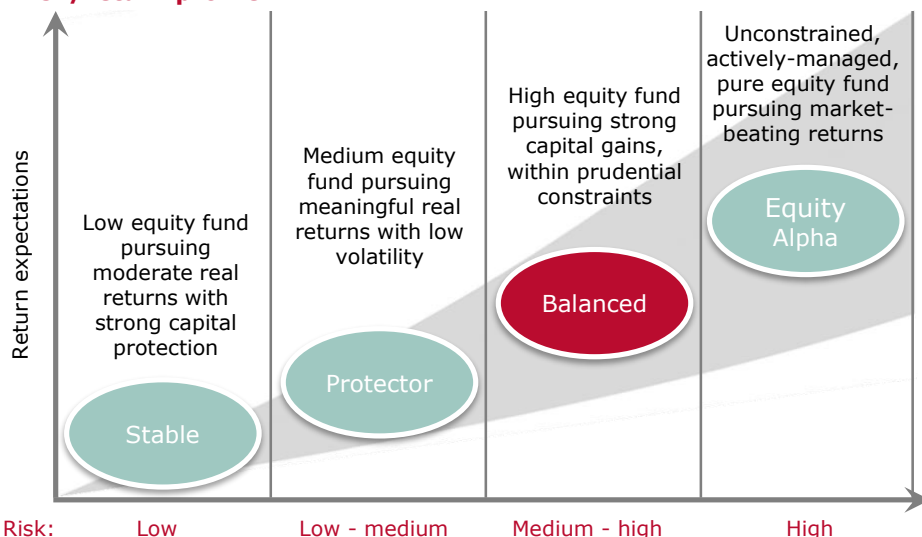 Return expectations
Low equity fund
pursuing
moderate real
returns with
strong capital
protection
Stable
Medium equity
fund pursuing
meaningful real
returns with low
volatility
Protector
High equity fund
pursuing strong
capital gains,
within prudential
constraints
Balanced
Unconstrained,
actively-managed,
pure equity fund
pursuing market-
beating returns
Equity
Alpha
Risk: Low Low - medium Medium - high High